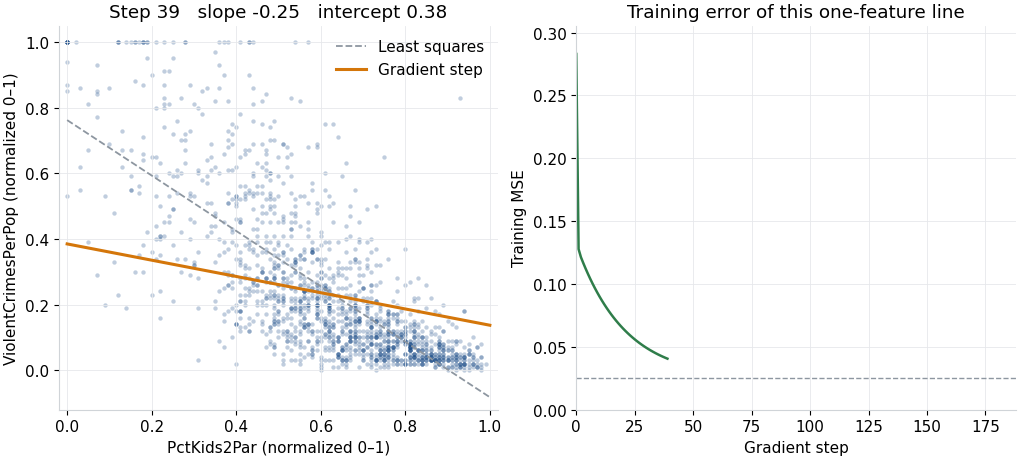 Step 39   slope -0.25   intercept 0.38
ViolentCrimesPerPop (normalized 0–1)
1.0
0.8
0.6
0.4
0.2
0.0
Least squares
Gradient step
0.0 0.2 0.4 0.6 0.8 1.0
PctKids2Par (normalized 0–1)
Training error of this one-feature line
Training MSE
0.30
0.25
0.20
0.15
0.10
0.05
0.00
0 25 50 75 100 125 150 175
Gradient step